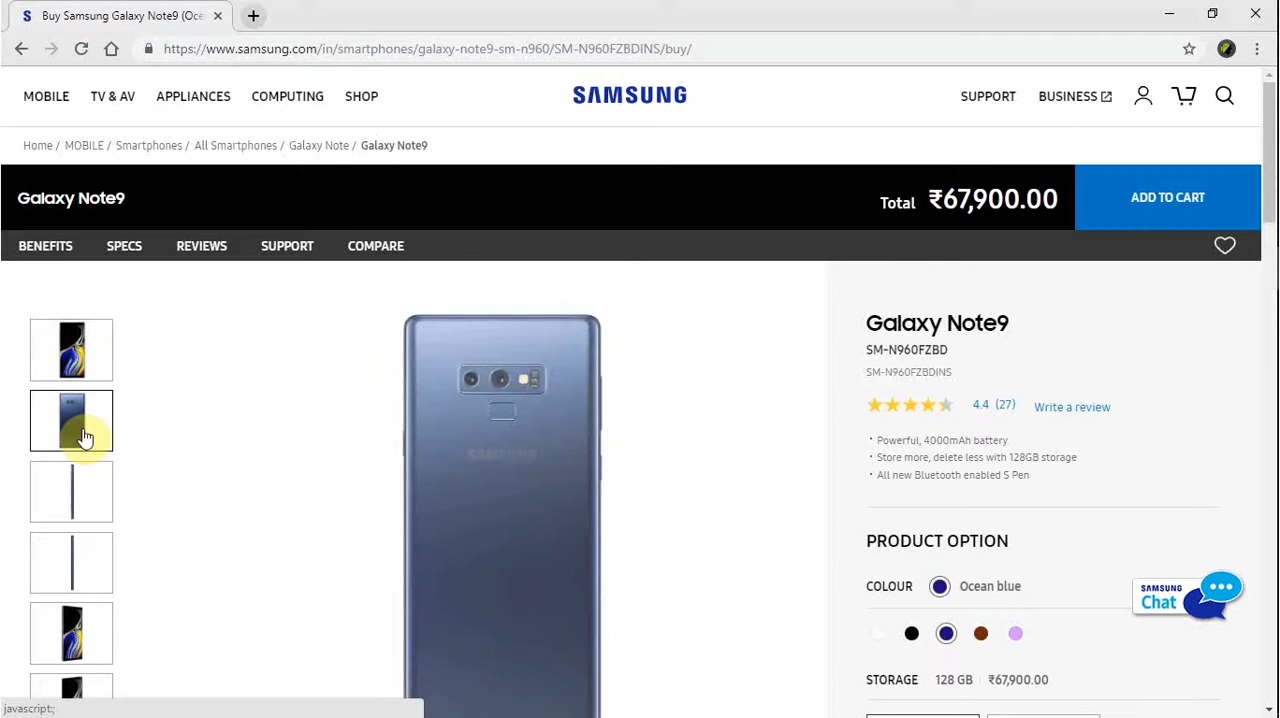 Buy Samsung Galaxy Note9 (Oce
https://www.samsung.com/in/smartphones/galaxy-note9-sm-n960/SM-N960FZBDINS/buy/
MOBILE TV & AV APPLIANCES COMPUTING SHOP SAMSUNG SUPPORT BUSINESS
Home / MOBILE / Smartphones / All Smartphones / Galaxy Note / Galaxy Note9
Galaxy Note9 Total ₹67,900.00 ADD TO CART
BENEFITS SPECS REVIEWS SUPPORT COMPARE
SAMSUNG
Galaxy Note9
SM-N960FZBD
SM-N960FZBDINS
4.4 (27) Write a review
• Powerful, 4000mAh battery
• Store more, delete less with 128GB storage
• All new Bluetooth enabled S Pen
PRODUCT OPTION
COLOUR Ocean blue
SAMSUNG
Chat
STORAGE 128 GB ₹67,900.00
javascript:;